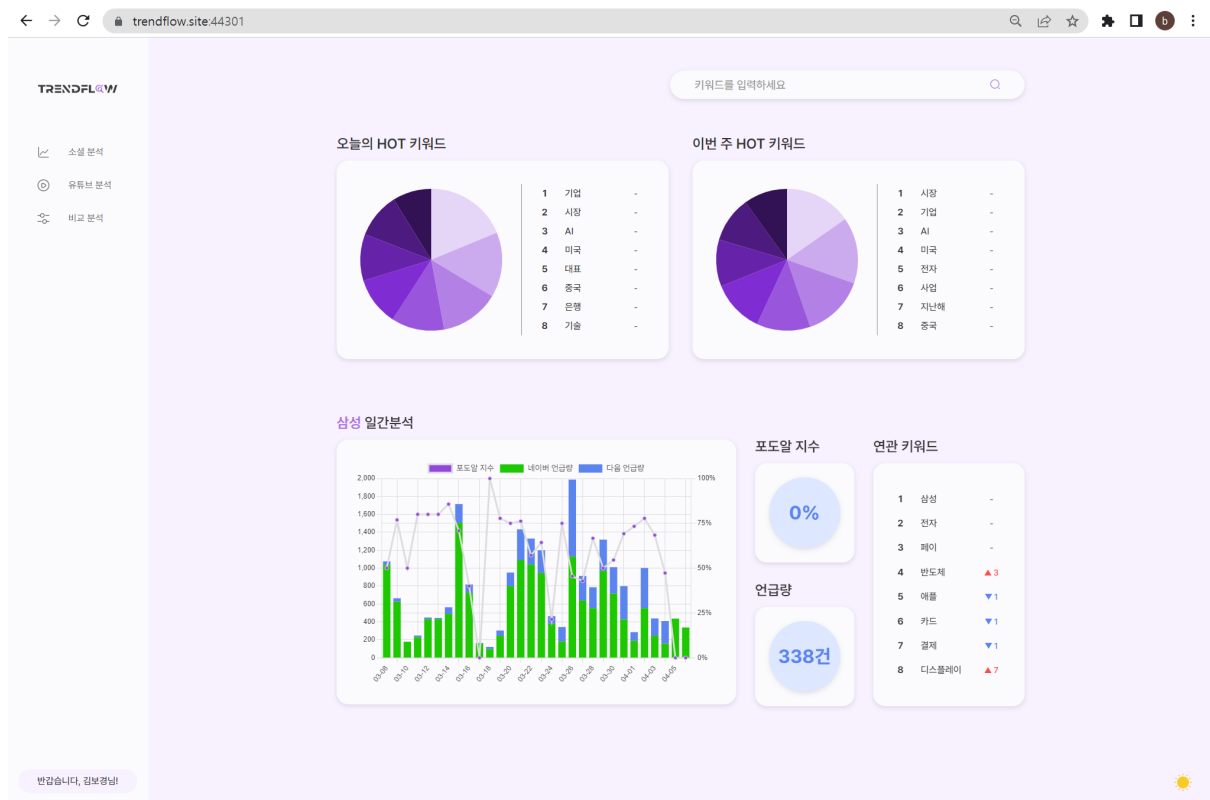 trendflow.site:44301
b
TRENDFLOW
소셜 분석
유튜브 분석
비교 분석
반갑습니다, 김보경님!
키워드를 입력하세요
오늘의 HOT 키워드
1 기업 -
2 시장 -
3 AI -
4 미국 -
5 대표 -
6 중국 -
7 은행 -
8 기술 -
이번 주 HOT 키워드
1 시장 -
2 기업 -
3 AI -
4 미국 -
5 전자 -
6 사업 -
7 지난해 -
8 중국 -
삼성 일간분석
포도알 지수 네이버 언급량 다음 언급량
2,000 100%
1,800
1,600
1,400 75%
1,200
1,000 50%
800
600
400 25%
200
0 0%
03-08 03-10 03-12 03-14 03-16 03-18 03-20 03-22 03-24 03-26 03-28 03-30 04-01 04-03 04-05
포도알 지수
0%
언급량
338건
연관 키워드
1 삼성 -
2 전자 -
3 페이 -
4 반도체 ▲3
5 애플 ▼1
6 카드 ▼1
7 결제 ▼1
8 디스플레이 ▲7